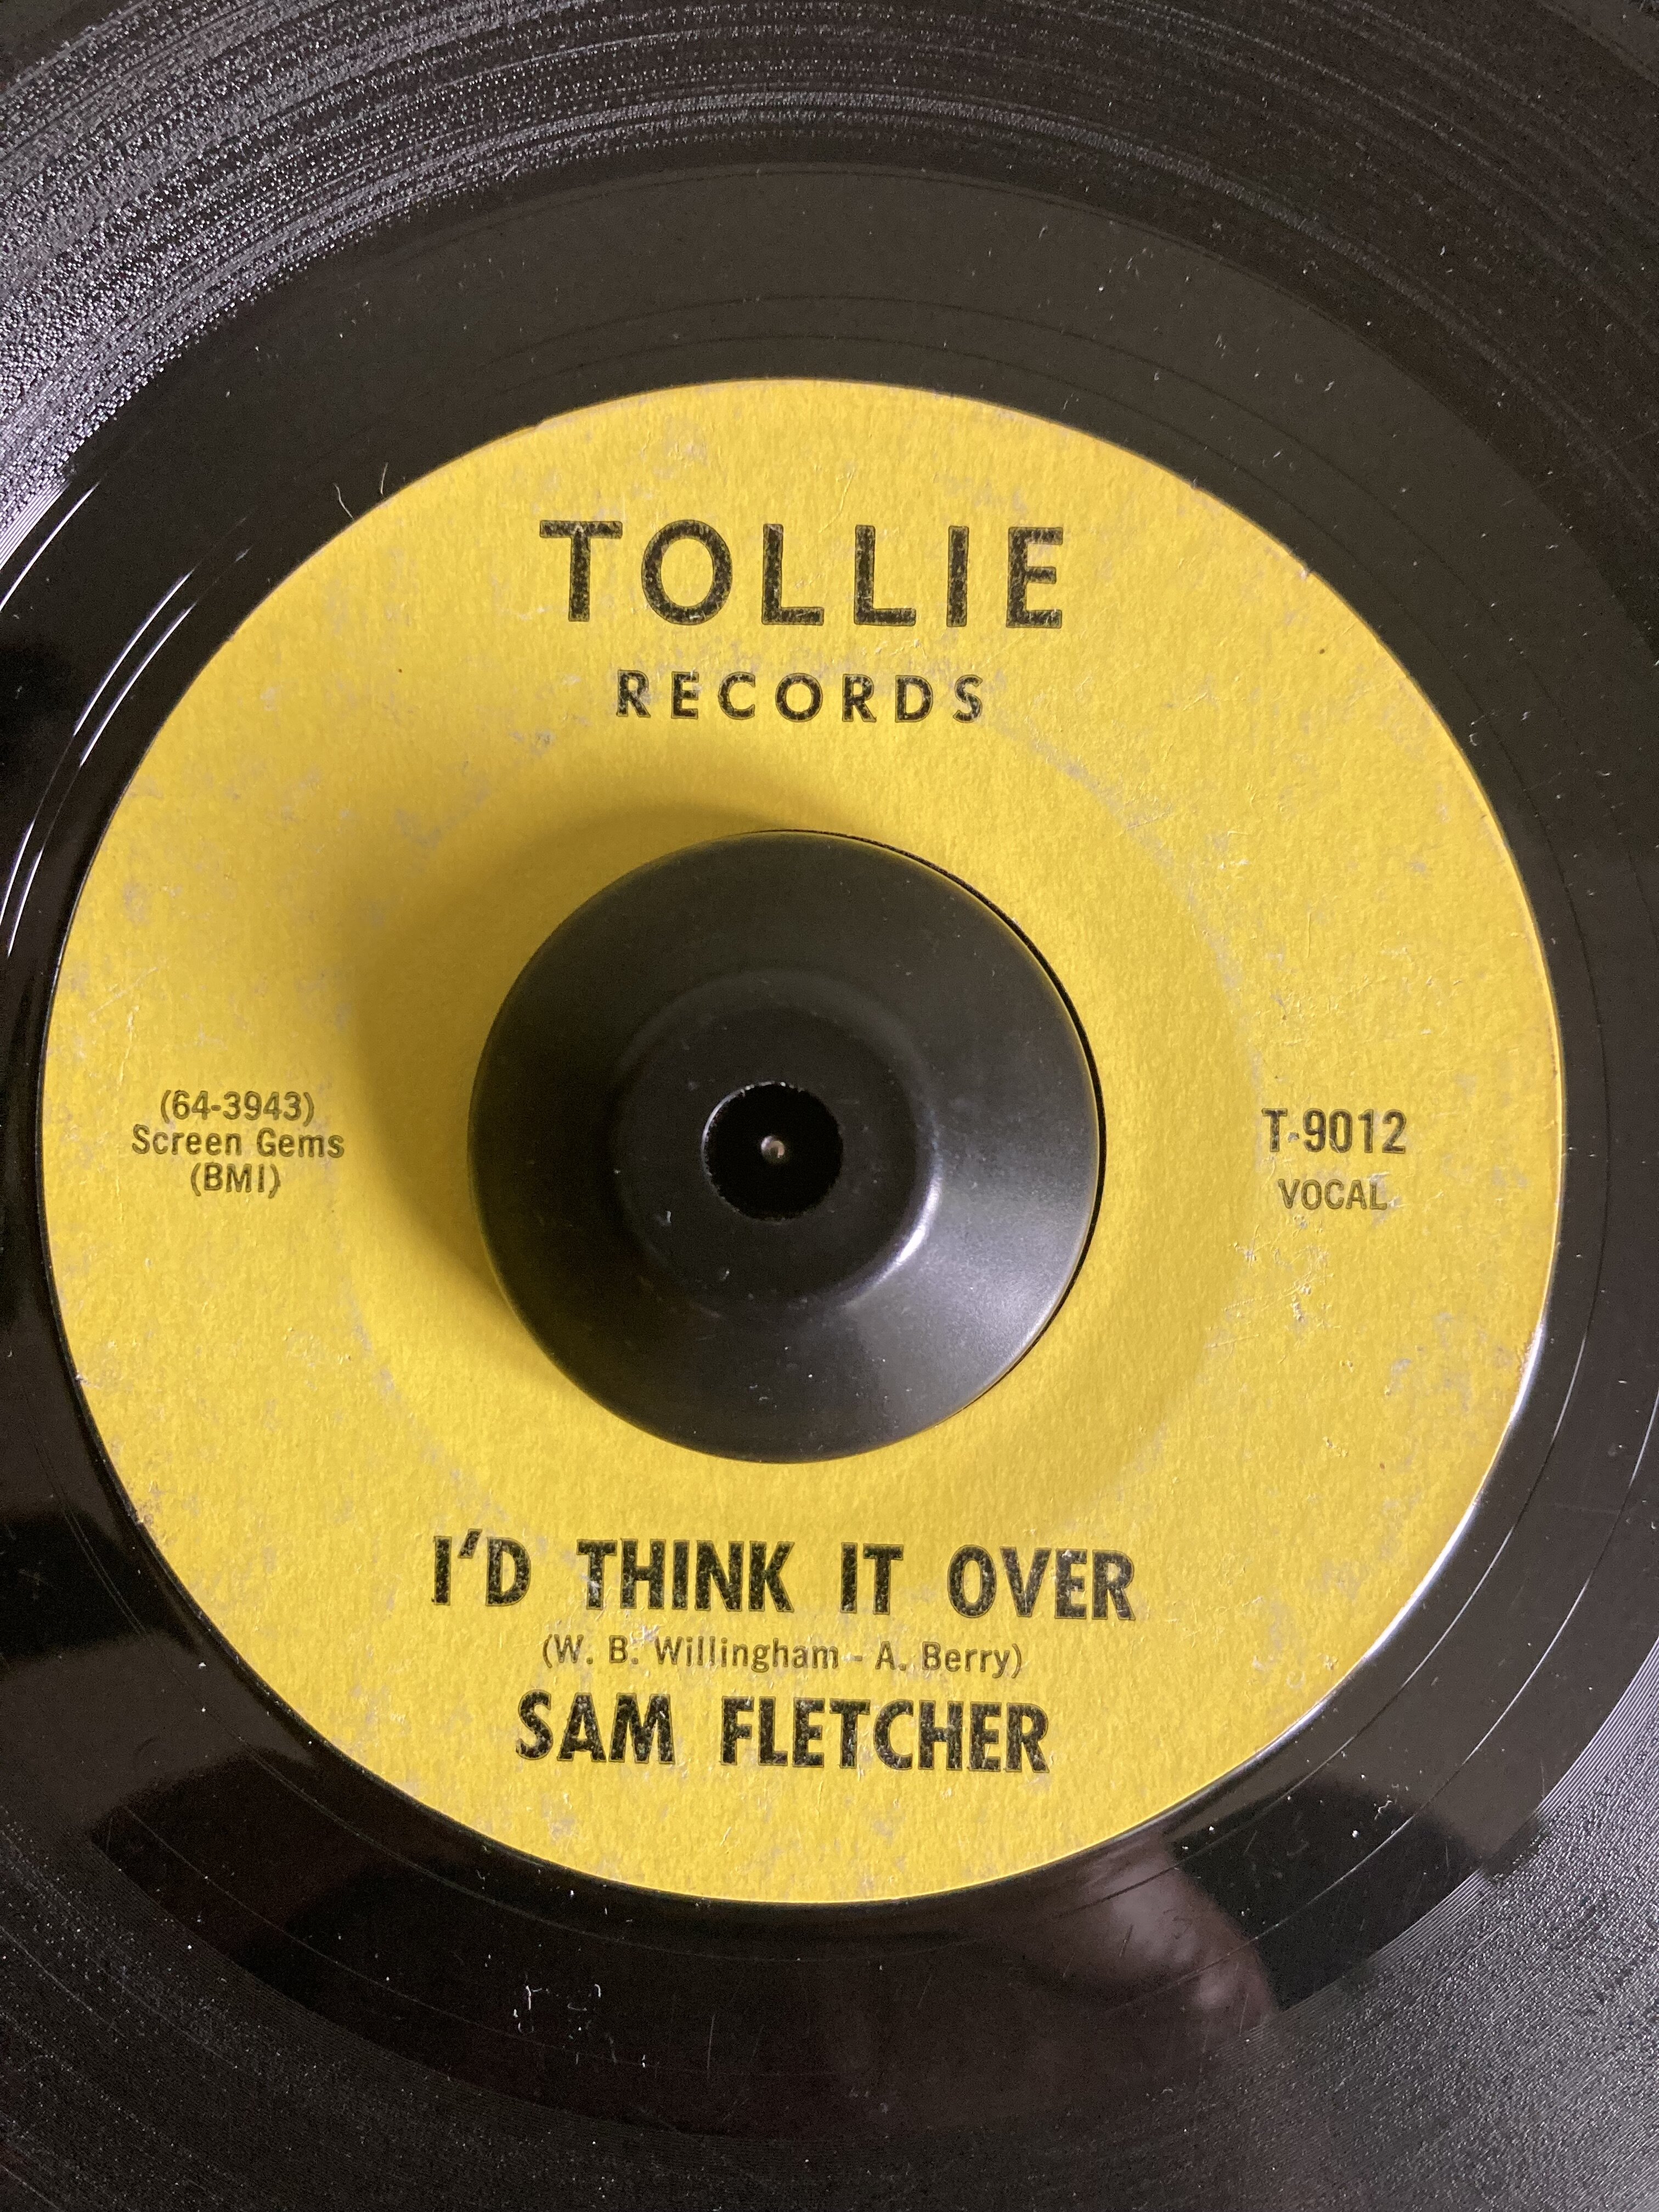 TOLLIE
RECORDS
(64-3943)
Screen Gems
(BMI)
T-9012
VOCAL
I'D THINK IT OVER
(W. B. Willingham - A. Berry)
SAM FLETCHER